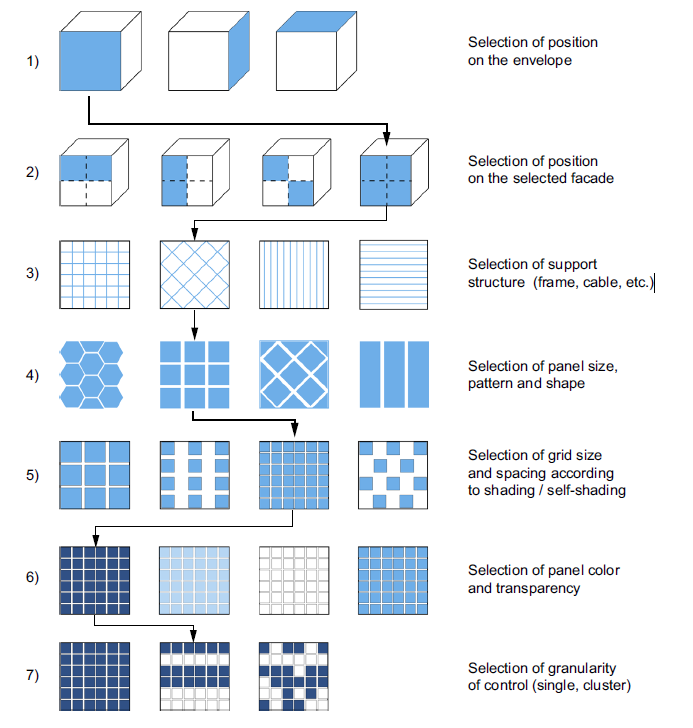 1)
Selection of position
on the envelope
2)
Selection of position
on the selected facade
3)
Selection of support
structure (frame, cable, etc.)
4)
Selection of panel size,
pattern and shape
5)
Selection of grid size
and spacing according
to shading / self-shading
6)
Selection of panel color
and transparency
7)
Selection of granularity
of control (single, cluster)